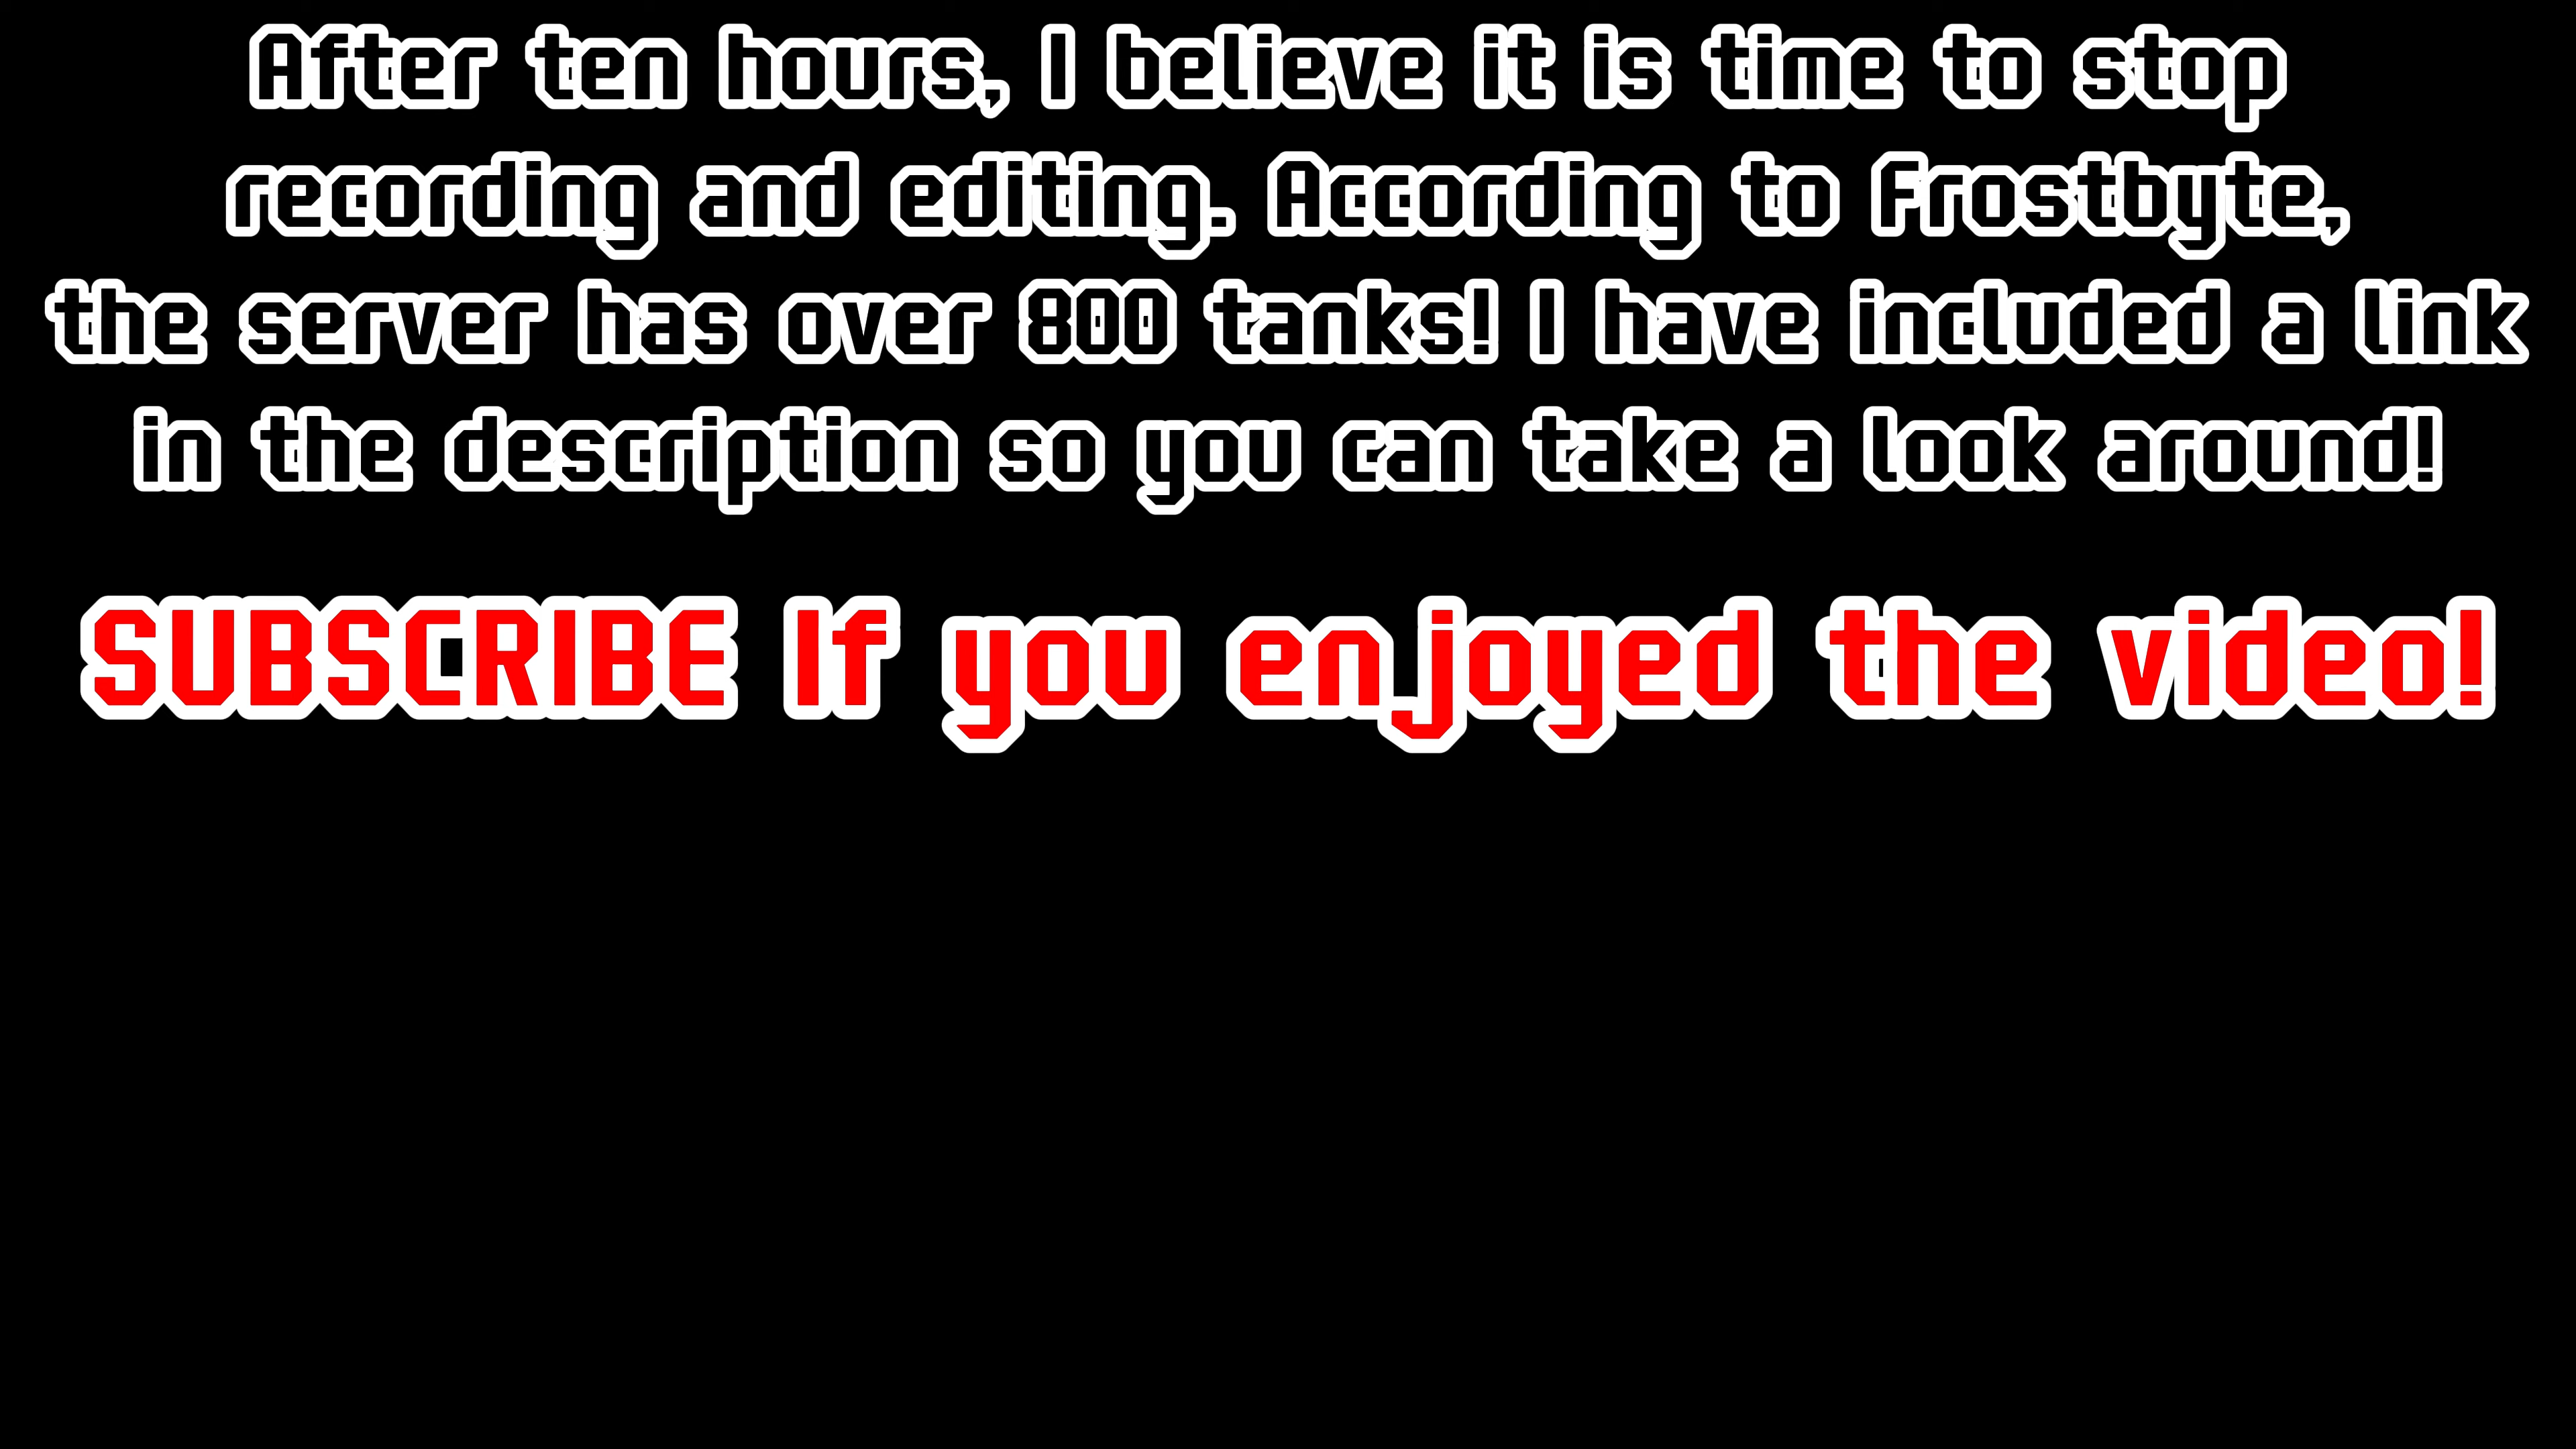 After ten hours, I believe it is time to stop
recording and editing. According to Frostbyte,
the server has over 800 tanks! I have included a link
in the description so you can take a look around!
SUBSCRIBE If you enjoyed the video!